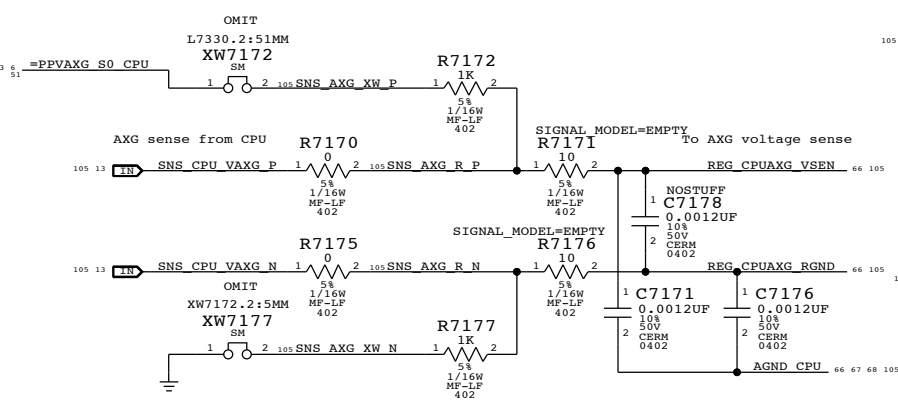 OMIT
L7330.2:51MM
XW7172
SM
105
3 6
51
=PPVAXG_S0_CPU
1 2
105 SNS_AXG_XW_P
R7172
1K
1 2
5%
1/16W
MF-LF
402
AXG sense from CPU
R7170
0
SIGNAL_MODEL=EMPTY
R7171
10
To AXG voltage sense
105 13 IN SNS_CPU_VAXG_P
1 2
105 SNS_AXG_R_P
1 2
REG_CPUAXG_VSEN
66 105
5%
1/16W
MF-LF
402
5%
1/16W
MF-LF
402
NOSTUFF
1 C7178
0.0012UF
10%
2 50V
CERM
0402
R7175
0
SIGNAL_MODEL=EMPTY
R7176
10
105 13 IN SNS_CPU_VAXG_N
1 2
105 SNS_AXG_R_N
1 2
REG_CPUAXG_RGND
66 105
1
5%
1/16W
MF-LF
402
5%
1/16W
MF-LF
402
OMIT
XW7172.2:5MM
XW7177
SM
1 2
105 SNS_AXG_XW_N
R7177
1K
1 2
5%
1/16W
MF-LF
402
1 C7171
0.0012UF
10%
2 50V
CERM
0402
1 C7176
0.0012UF
10%
2 50V
CERM
0402
AGND_CPU
66 67 68 105